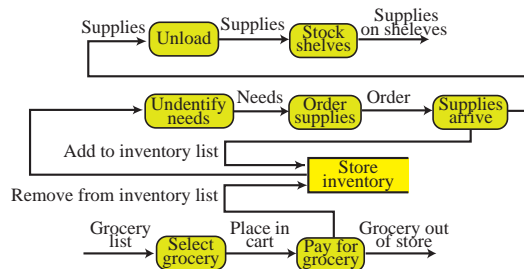 Supplies
Unload
Supplies
Stock
shelves
Supplies
on sheleves
Undentify
needs
Needs
Order
supplies
Order
Supplies
arrive
Add to inventory list
Store
inventory
Remove from inventory list
Grocery
list
Select
grocery
Place in
cart
Pay for
grocery
Grocery out
of store